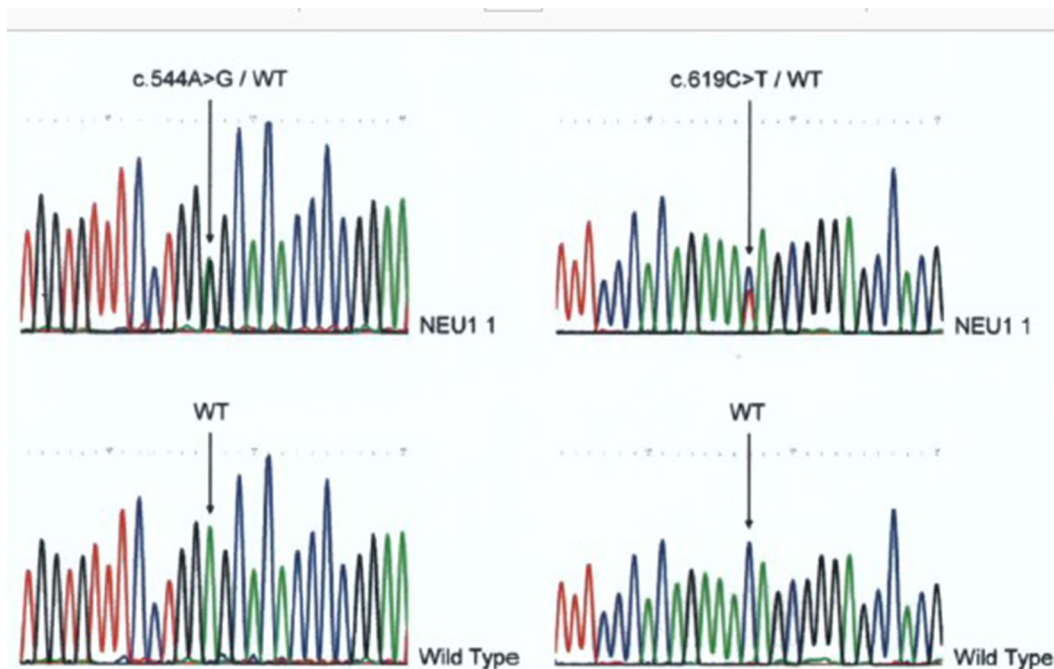 c.544A>G / WT
c.619C>T / WT
NEU1 1
NEU1 1
WT
WT
Wild Type
Wild Type